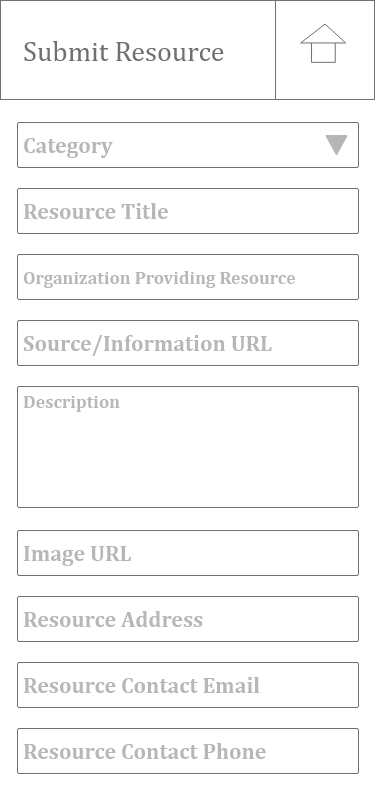 Submit Resource
Category
Resource Title
Organization Providing Resource
Source/Information URL
Description
Image URL
Resource Address
Resource Contact Email
Resource Contact Phone